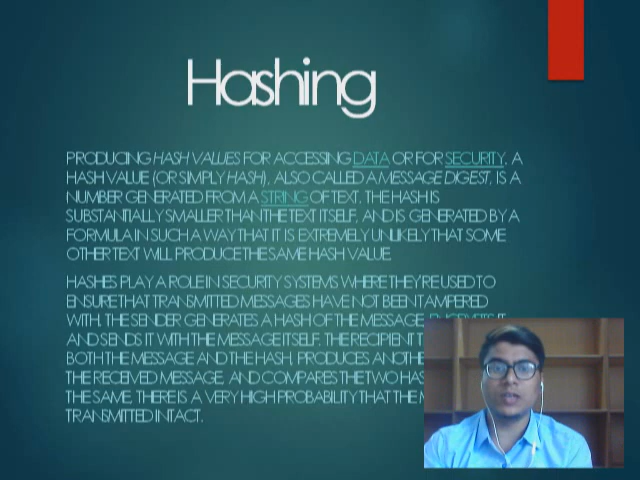 Hashing
PRODUCING HASH VALUES FOR ACCESSING DATA OR FOR SECURITY. A
HASH VALUE (OR SIMPLY HASH), ALSO CALLED A MESSAGE DIGEST, IS A
NUMBER GENERATED FROM A STRING OF TEXT. THE HASH IS
SUBSTANTIALLY SMALLER THAN THE TEXT ITSELF, AND IS GENERATED BY A
FORMULA IN SUCH A WAY THAT IT IS EXTREMELY UNLIKELY THAT SOME
OTHER TEXT WILL PRODUCE THE SAME HASH VALUE.
HASHES PLAY A ROLE IN SECURITY SYSTEMS WHERE THEY'RE USED TO
ENSURE THAT TRANSMITTED MESSAGES HAVE NOT BEEN TAMPERED
WITH. THE SENDER GENERATES A HASH OF THE MESSAGE, ENCRYPTS IT,
AND SENDS IT WITH THE MESSAGE ITSELF. THE RECIPIENT
BOTH THE MESSAGE AND THE HASH, PRODUCES
THE RECEIVED MESSAGE, AND COMPARES THE TWO
THE SAME, THERE IS A VERY HIGH PROBABILITY THAT THE
TRANSMITTED INTACT.